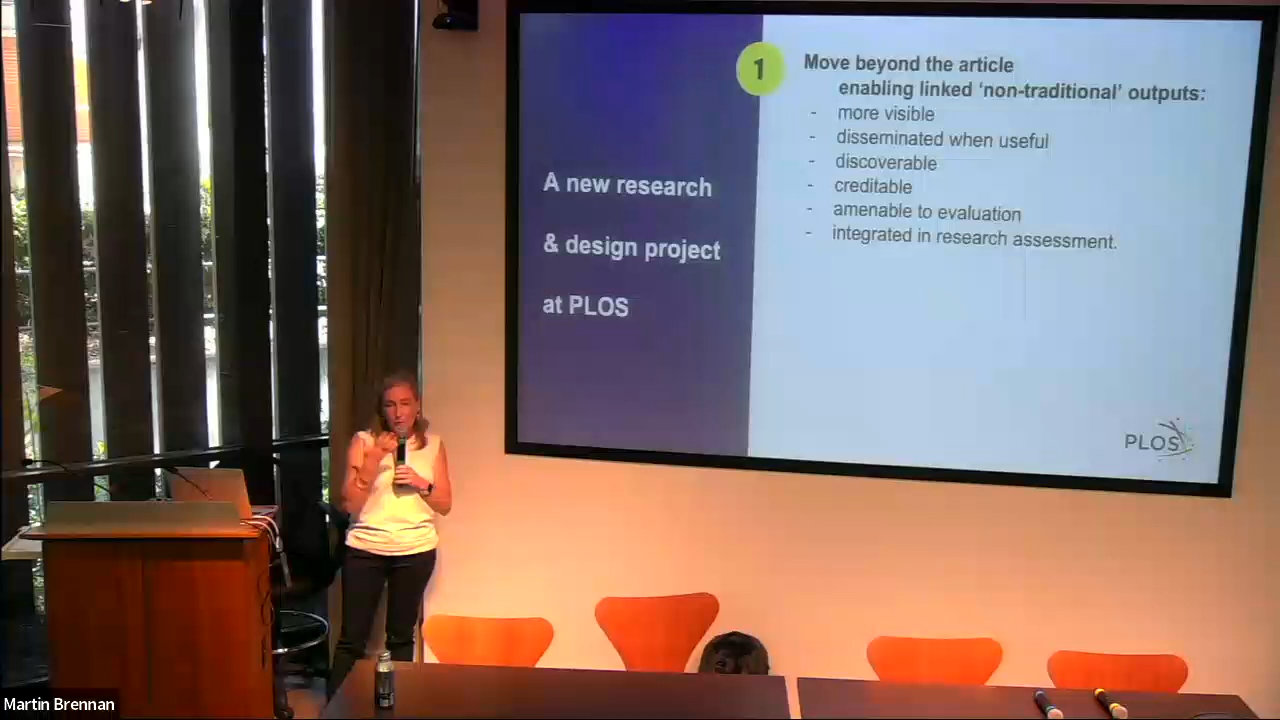 A new research
& design project
at PLOS
1
Move beyond the article
enabling linked ‘non-traditional’ outputs:
- more visible
- disseminated when useful
- discoverable
- creditable
- amenable to evaluation
- integrated in research assessment.
PLOS
Martin Brennan